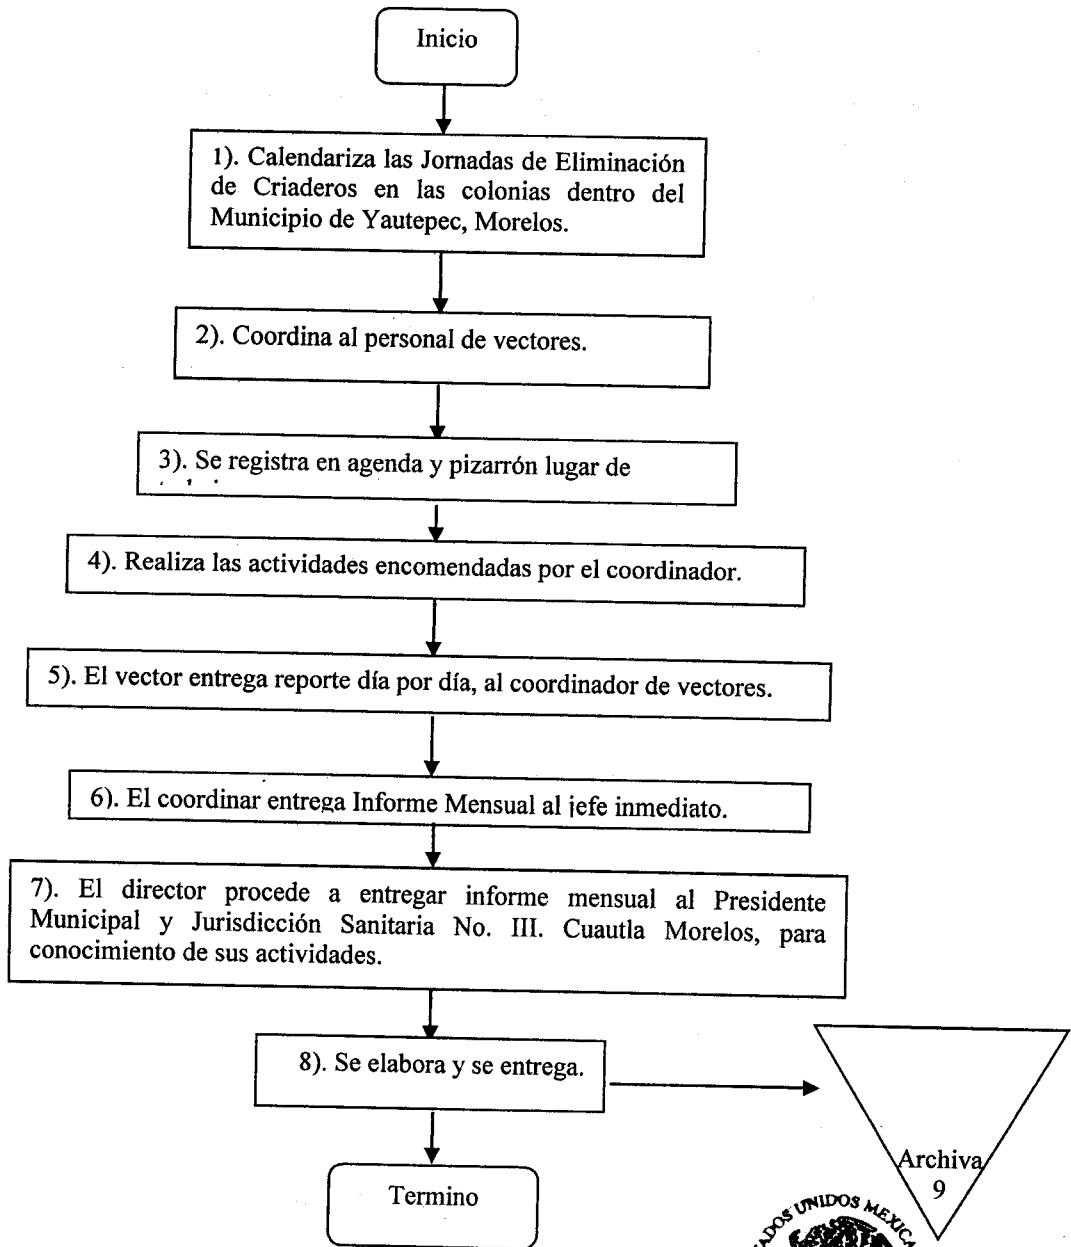 Inicio
1). Calendariza las Jornadas de Eliminación
de Criaderos en las colonias dentro del
Municipio de Yautepec, Morelos.
2). Coordina al personal de vectores.
3). Se registra en agenda y pizarrón lugar de
4). Realiza las actividades encomendadas por el coordinador.
5). El vector entrega reporte día por día, al coordinador de vectores.
6). El coordinar entrega Informe Mensual al jefe inmediato.
7). El director procede a entregar informe mensual al Presidente
Municipal y Jurisdicción Sanitaria No. III. Cuautla Morelos, para
conocimiento de sus actividades.
8). Se elabora y se entrega.
Archiva
9
Termino
UNIDOS